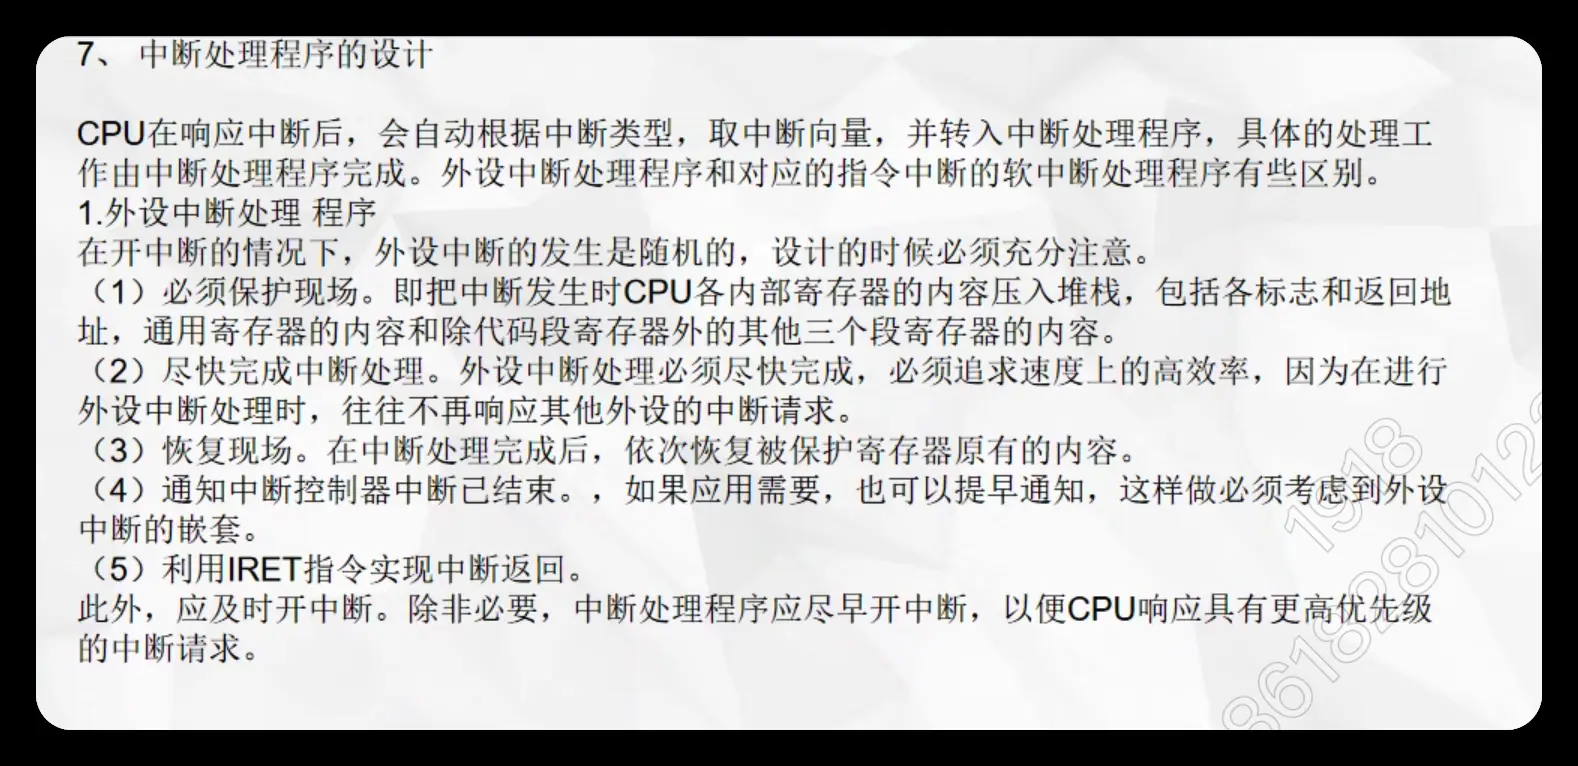 7、 中断处理程序的设计
CPU在响应中断后，会自动根据中断类型，取中断向量，并转入中断处理程序，具体的处理工
作由中断处理程序完成。外设中断处理程序和对应的指令中断的软中断处理程序有些区别。
1.外设中断处理 程序
在开中断的情况下，外设中断的发生是随机的，设计的时候必须充分注意。
（1）必须保护现场。即把中断发生时CPU各内部寄存器的内容压入堆栈，包括各标志和返回地
址，通用寄存器的内容和除代码段寄存器外的其他三个段寄存器的内容。
（2）尽快完成中断处理。外设中断处理必须尽快完成，必须追求速度上的高效率，因为在进行
外设中断处理时，往往不再响应其他外设的中断请求。
（3）恢复现场。在中断处理完成后，依次恢复被保护寄存器原有的内容。
（4）通知中断控制器中断已结束。，如果应用需要，也可以提早通知，这样做必须考虑到外设
中断的嵌套。
（5）利用IRET指令实现中断返回。
此外，应及时开中断。除非必要，中断处理程序应尽早开中断，以便CPU响应具有更高优先级
的中断请求。
1918